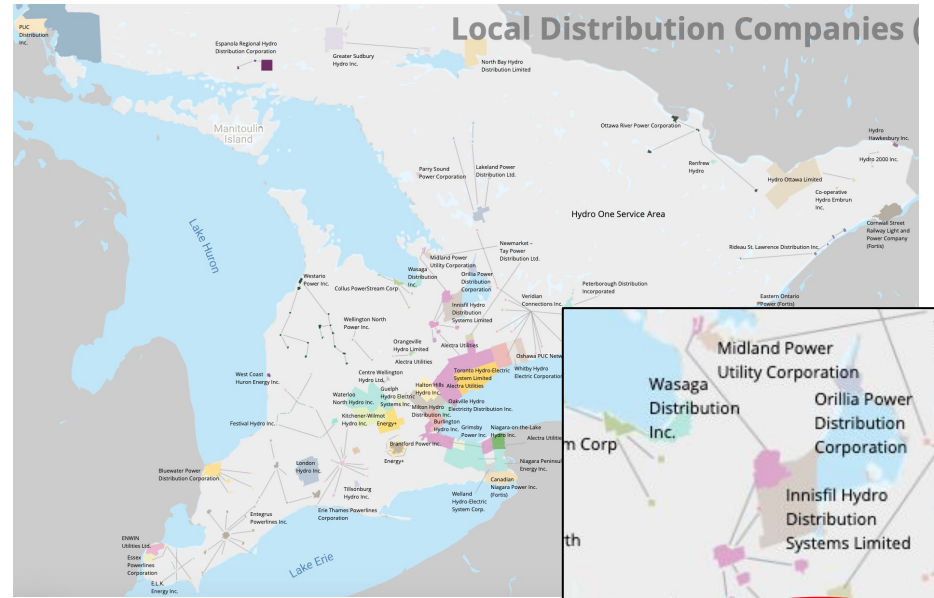 Local Distribution Companies (
PUC
Distribution
Inc.
Espanola Regional Hydro
Distribution Corporation
Greater Sudbury
Hydro Inc.
North Bay Hydro
Distribution Limited
Manitoulin
Island
Ottawa River Power Corporation
Hydro
Hawkesbury Inc.
Hydro 2000 Inc.
Renfrew
Hydro
Hydro Ottawa Limited
Co-operative
Hydro Embrun
Inc.
Parry Sound
Power Corporation
Lakeland Power
Distribution Ltd.
Hydro One Service Area
Cornwall Street
Railway Light and
Power Company
(Fortis)
Rideau St. Lawrence Distribution Inc.
Lake Huron
Newmarket –
Tay Power
Distribution Ltd.
Midland Power
Utility Corporation
Wasaga
Distribution
Inc.
Orillia Power
Distribution
Corporation
Westario
Power Inc.
Collus PowerStream Corp
Peterborough Distribution
Incorporated
Veridian
Connections Inc.
Eastern Ontario
Power (Fortis)
Innisfil Hydro
Distribution
Systems Limited
Wellington North
Power Inc.
Orangeville
Hydro Limited
Alectra Utilities
Alectra Utilities
Oshawa PUC Netw
Whitby Hydro
Electric Corporation
Toronto Hydro-Electric
System Limited
Alectra Utilities
West Coast
Huron Energy Inc.
Centre Wellington
Hydro Ltd.
Guelph
Hydro Electric
Systems Inc.
Halton Hills
Hydro Inc.
Waterloo
North Hydro Inc.
Milton Hydro
Distribution Inc.
Oakville Hydro
Electricity Distribution Inc.
Kitchener-Wilmot
Hydro Inc.
Energy+
Burlington
Hydro Inc.
Grimsby
Power Inc.
Niagara-on-the-Lake
Hydro Inc.
Alectra Utilitie
Festival Hydro Inc.
Brantford Power Inc.
Energy+
Niagara Peninsu
Energy Inc.
Canadian
Niagara Power Inc.
(Fortis)
Welland
Hydro-Electric
System Corp.
London
Hydro Inc.
Bluewater Power
Distribution Corporation
Tillsonburg
Hydro Inc.
Erie Thames Powerlines
Corporation
Entegrus
Powerlines Inc.
ENWIN
Utilities Ltd.
Essex
Powerlines
Corporation
E.L.K.
Energy Inc.
Lake Erie
Midland Power
Utility Corporation
Wasaga
Distribution
Inc.
Orillia Power
Distribution
Corporation
m Corp
Innisfil Hydro
Distribution
Systems Limited
th